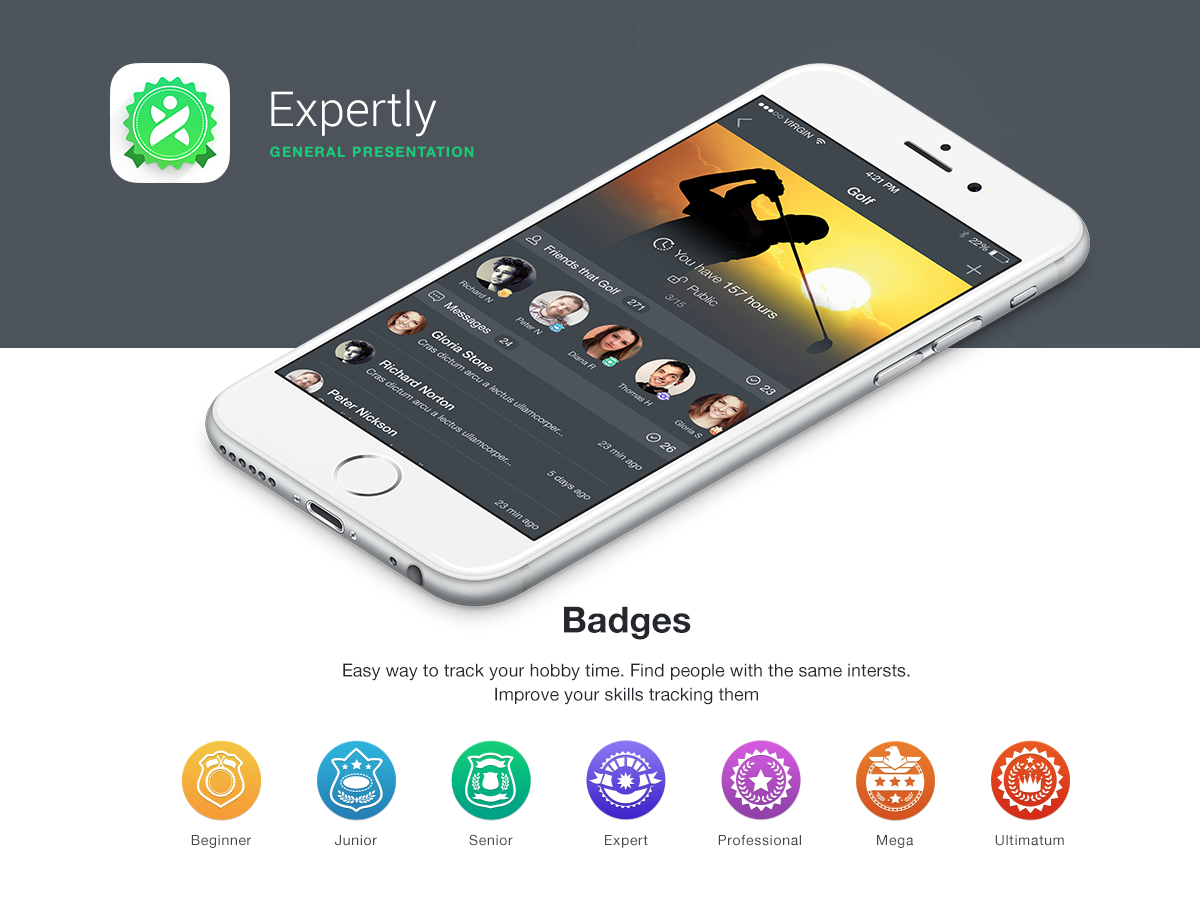 Expertly
GENERAL PRESENTATION
VIRGIN
4:21 PM
22%
Golf
You have 157 hours
Public
3/15
Friends that Golf 271
23
Richard N
Peter N
Diana R
Thomas H
Gloria S
Messages 24
26
Gloria Stone
Cras dictum arcu a lectus ullamcorper...
23 min ago
Richard Norton
Cras dictum arcu a lectus ullamcorper...
5 days ago
Peter Nickson
23 min ago
Badges
Easy way to track your hobby time. Find people with the same intersts.
Improve your skills tracking them
Beginner
Junior
Senior
Expert
Professional
Mega
Ultimatum